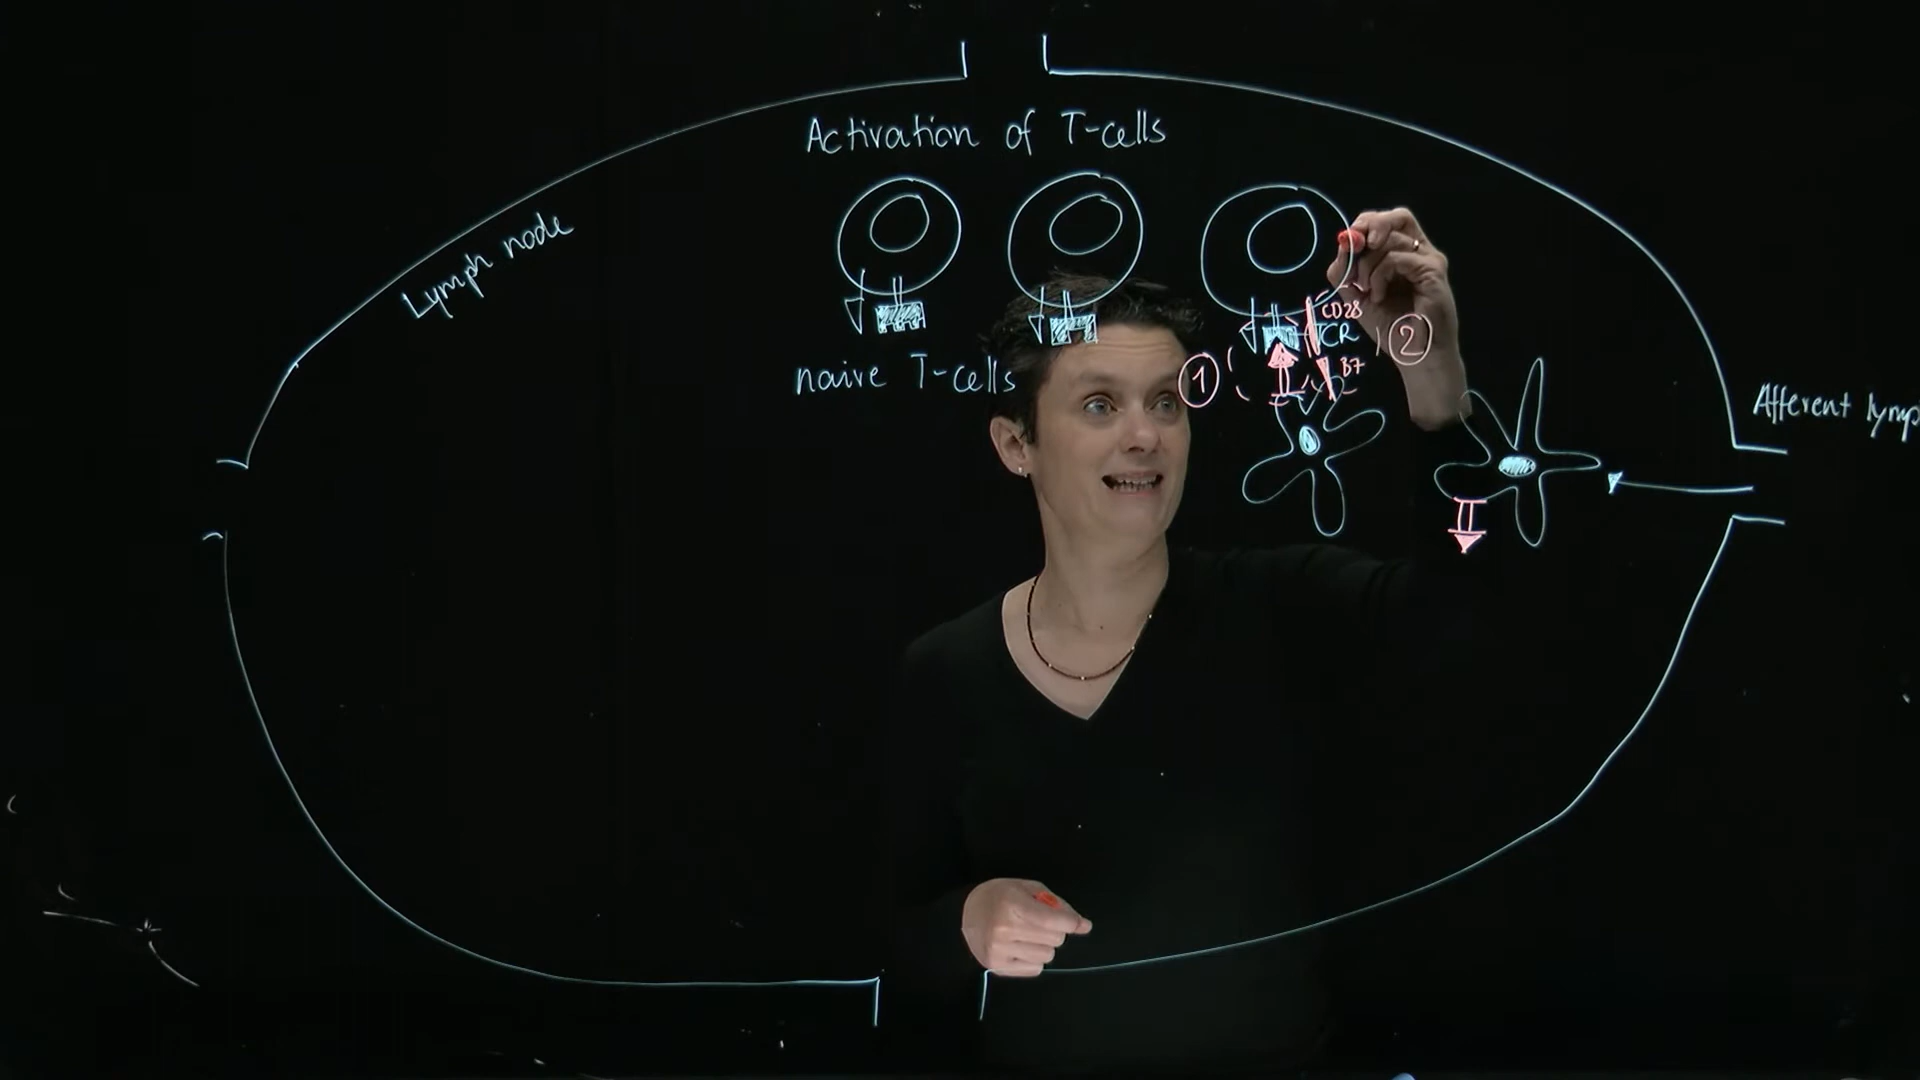 Activation of T-cells
Lymph node
naive T-cells
CD28
TCR
B7
1
2
Afferent lymp